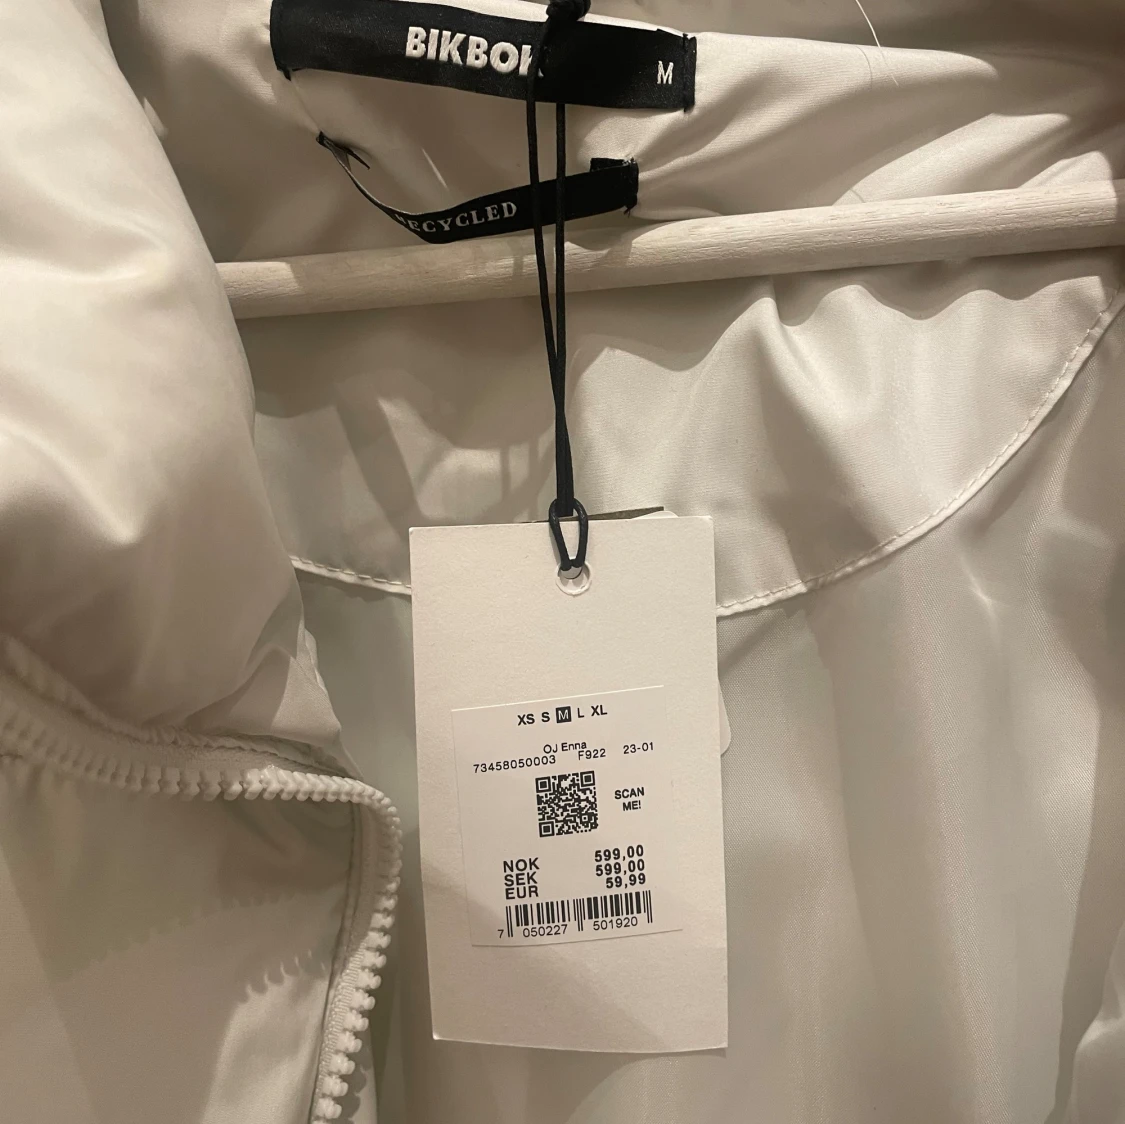 BIKBOK
M
RECYCLED
XS S M L XL
OJ Enna
73458050003 F922 23-01
SCAN
ME!
NOK 599,00
SEK 599,00
EUR 59,99
7 050227 501920